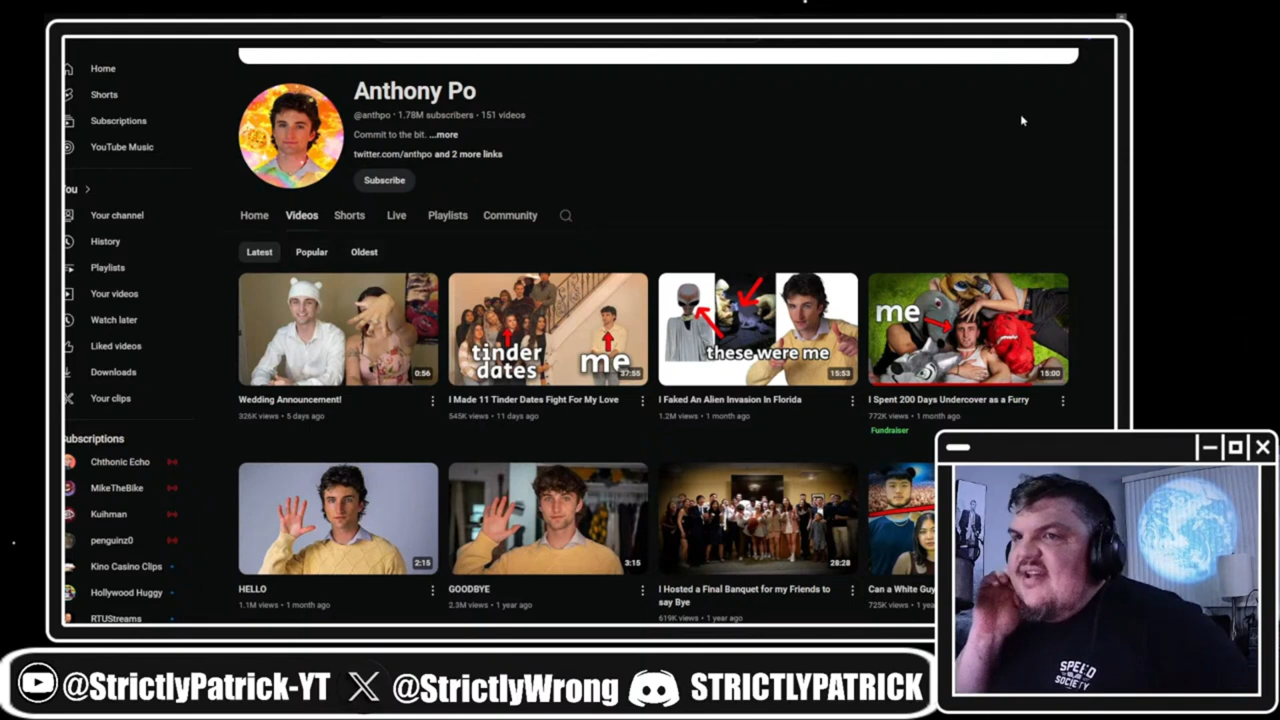 Home
Shorts
Subscriptions
YouTube Music
ou
Your channel
History
Playlists
Your videos
Watch later
Liked videos
Downloads
Your clips
ubscriptions
Chthonic Echo
MikeTheBike
Kuihman
penguinz0
Kino Casino Clips
Hollywood Huggy
RTUStreams
Anthony Po
@anthpo · 1.78M subscribers · 151 videos
Commit to the bit. ...more
twitter.com/anthpo and 2 more links
Subscribe
Home Videos Shorts Live Playlists Community
Latest Popular Oldest
0:56
Wedding Announcement!
326K views · 5 days ago
tinder
dates
me
37:55
I Made 11 Tinder Dates Fight For My Love
545K views · 11 days ago
these were me
15:53
I Faked An Alien Invasion In Florida
1.2M views · 1 month ago
me
15:00
I Spent 200 Days Undercover as a Furry
772K views · 1 month ago
Fundraiser
2:15
HELLO
1.1M views · 1 month ago
3:15
GOODBYE
2.3M views · 1 year ago
28:28
I Hosted a Final Banquet for my Friends to
say Bye
619K views · 1 year ago
Can a White Guy
725K views · 1 yea
SOCIETY
@StrictlyPatrick-YT @StrictlyWrong STRICTLYPATRICK